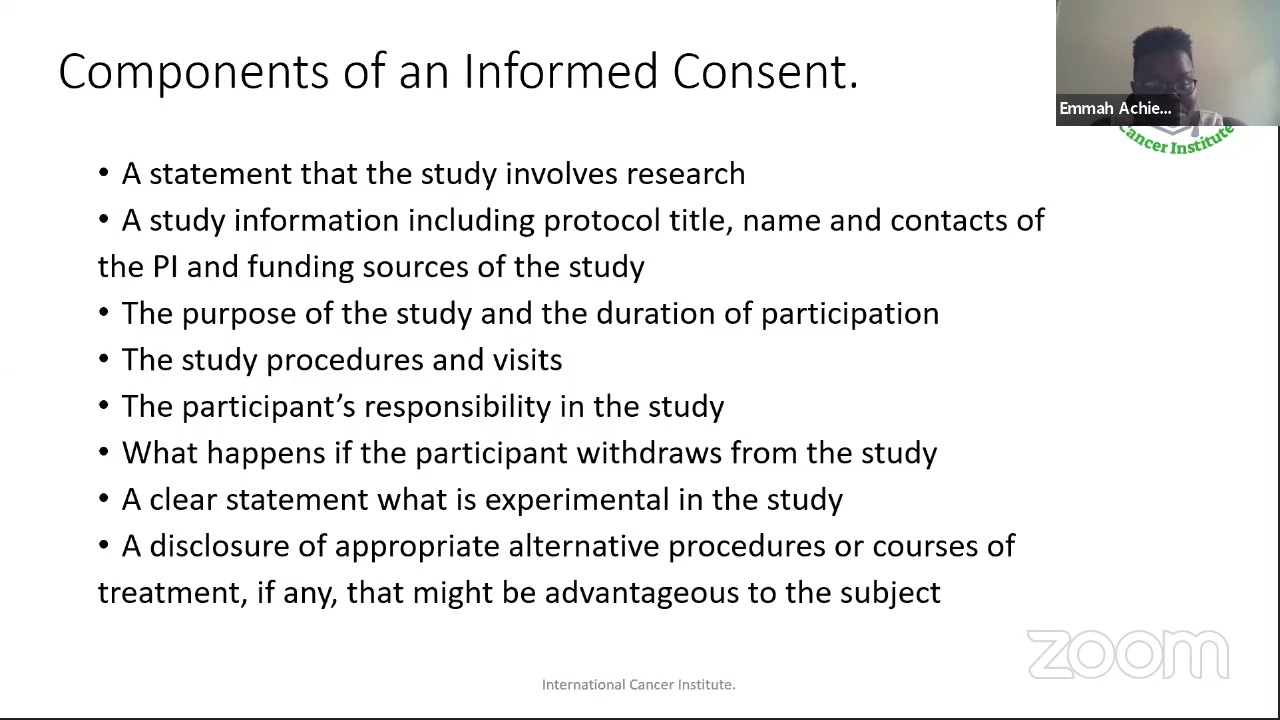 Components of an Informed Consent.
Emmah Achie...
Cancer Institute
• A statement that the study involves research
• A study information including protocol title, name and contacts of
the PI and funding sources of the study
• The purpose of the study and the duration of participation
• The study procedures and visits
• The participant’s responsibility in the study
• What happens if the participant withdraws from the study
• A clear statement what is experimental in the study
• A disclosure of appropriate alternative procedures or courses of
treatment, if any, that might be advantageous to the subject
zoom
International Cancer Institute.